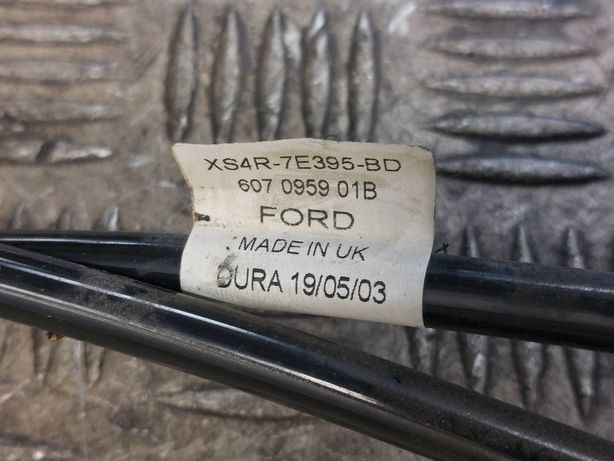 XS4R-7E395-BD
607 0959 01B
FORD
MADE IN UK
DURA 19/05/03